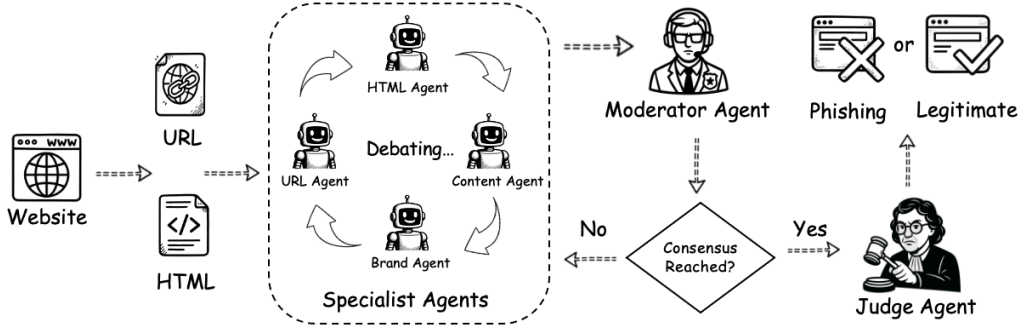 WWW
Website
URL
</>
HTML
HTML Agent
URL Agent
Debating...
Content Agent
Brand Agent
Specialist Agents
Moderator Agent
Consensus
Reached?
No
Yes
Judge Agent
or
Phishing
Legitimate